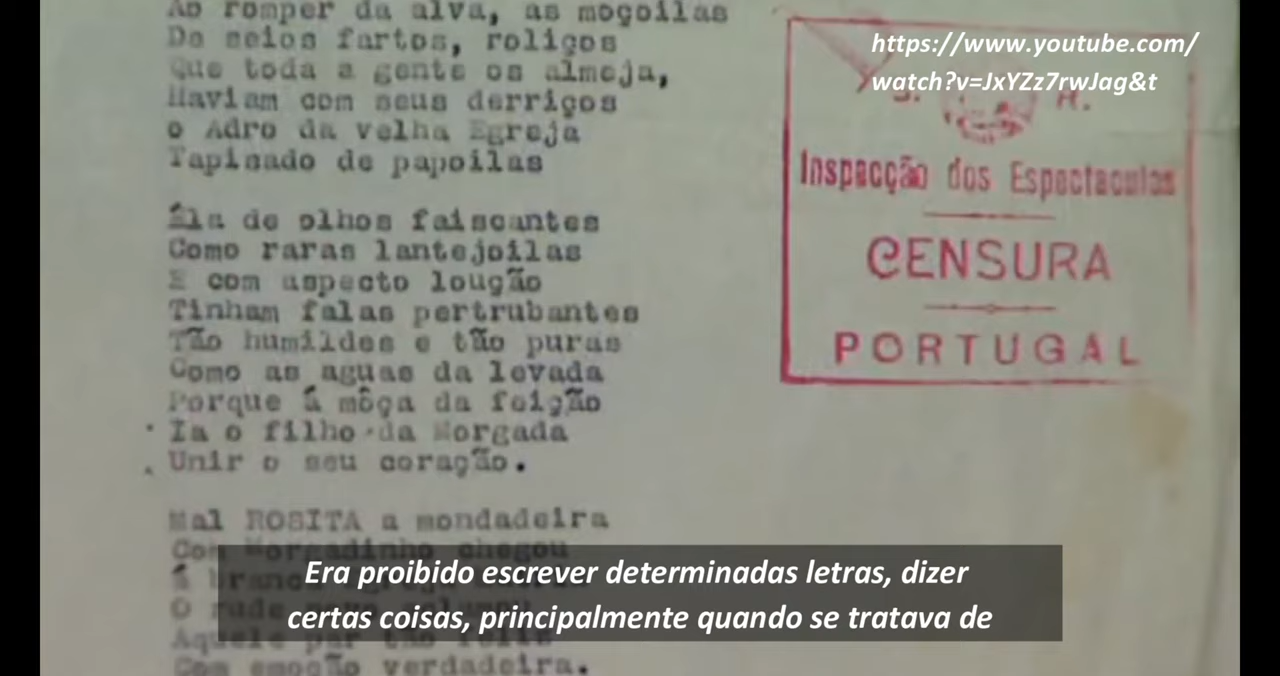 Ao romper da alva, as moçoilas
De seios fartos, roliços
Que toda a gente os almeja,
Haviam com seus derriços
o Adro da velha Egreja
Tapisado de papoilas
Éla de olhos faiscantes
Como raras lantejoilas
E com aspecto loução
Tinham falas pertrubantes
Tão humildes e tão puras
Como as aguas da levada
Porque á môça da feição
Ia o filho da Morgada
Unir o seu coração.
Mal ROSITA a mondadeira
Com Morgadinho chegou
O rude
Aquele par tão feliz
Com emoção verdadeira.
https://www.youtube.com/
watch?v=JxYZz7rwJag&t
Inspecção dos Espectaculos
CENSURA
PORTUGAL
Era proibido escrever determinadas letras, dizer
certas coisas, principalmente quando se tratava de